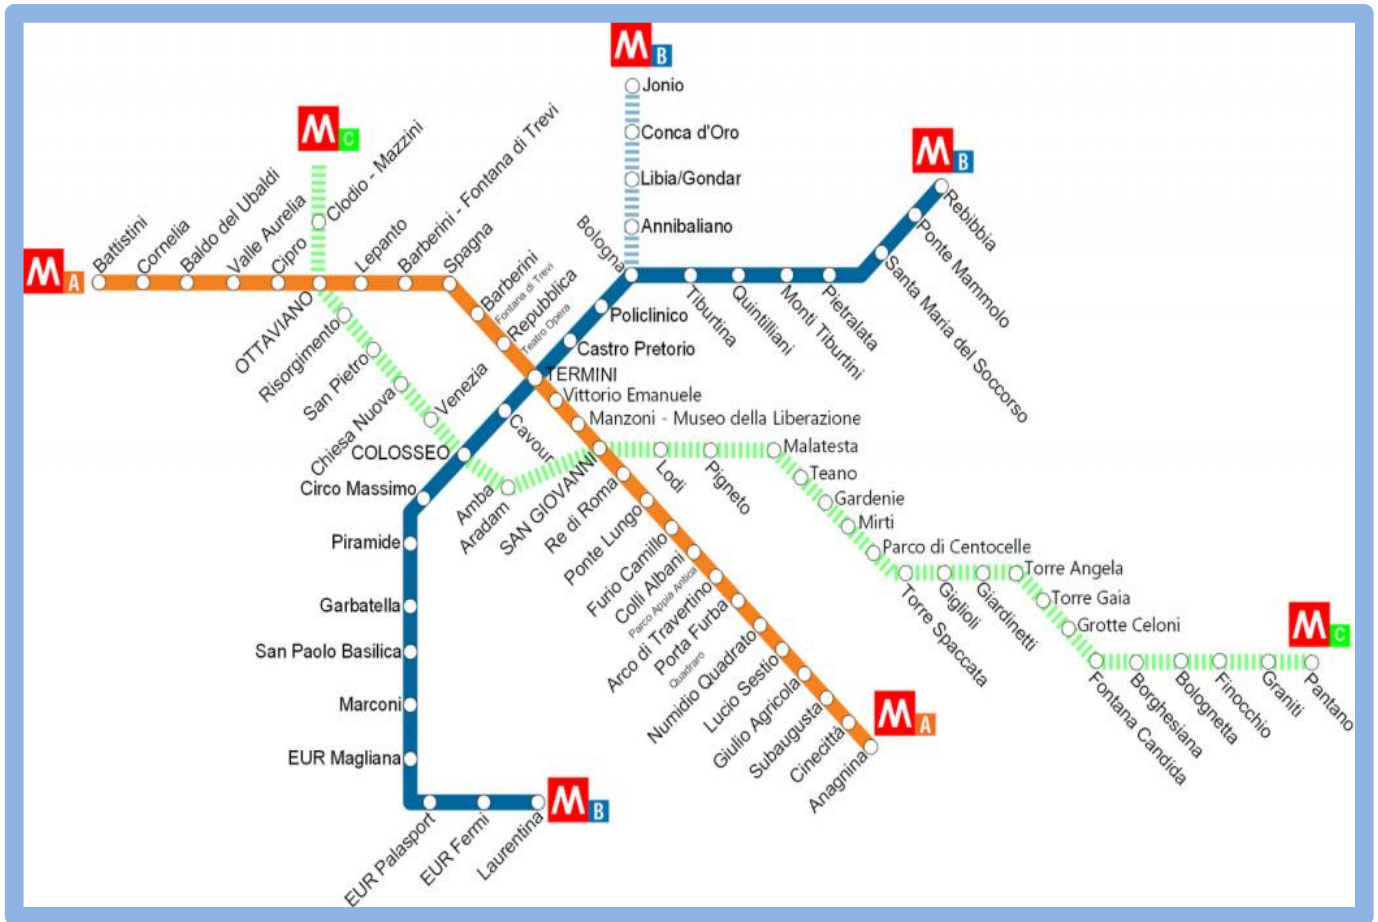 M B
Jonio
Conca d'Oro
Libia/Gondar
Annibaliano
Bologna
M C
Clodio - Mazzini
M B
Rebibbia
Ponte Mammolo
Santa Maria del Soccorso
Pietralata
Monti Tiburtini
Quintilliani
Tiburtina
M A
Battistini
Cornelia
Baldo del Ubaldi
Valle Aurelia
Cipro
OTTAVIANO
Lepanto
Barberini - Fontana di Trevi
Spagna
Barberini
Fontana di Trevi
Repubblica
Teatro Opera
Policlinico
Castro Pretorio
TERMINI
Vittorio Emanuele
Manzoni - Museo della Liberazione
Risorgimento
San Pietro
Chiesa Nuova
Venezia
COLOSSEO
Cavour
Circo Massimo
Amba
Aradam
SAN GIOVANNI
Lodi
Pigneto
Malatesta
Teano
Gardenie
Mirti
Parco di Centocelle
Torre Spaccata
Giglioli
Giardinetti
Torre Angela
Torre Gaia
Grotte Celoni
Fontana Candida
Borghesiana
Bolognetta
Finocchio
Graniti
Pantano
M C
Re di Roma
Ponte Lungo
Furio Camillo
Colli Albani
Parco Appia Antica
Arco di Travertino
Porta Furba
Quadraro
Numidio Quadrato
Lucio Sestio
Giulio Agricola
Subaugusta
Cinecittà
Anagnina
M A
Piramide
Garbatella
San Paolo Basilica
Marconi
EUR Magliana
EUR Palasport
EUR Fermi
Laurentina
M B